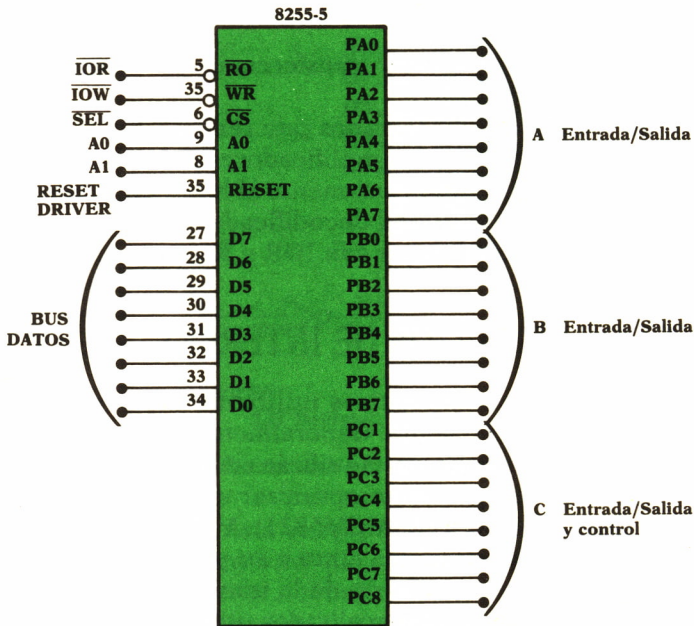 8255-5
IOR 5 RO
IOW 35 WR
SEL 6 CS
A0 9 A0
A1 8 A1
RESET DRIVER 35 RESET
27 D7
28 D6
29 D5
30 D4
31 D3
32 D2
33 D1
34 D0
BUS
DATOS
PA0
PA1
PA2
PA3
PA4
PA5
PA6
PA7
A Entrada/Salida
PB0
PB1
PB2
PB3
PB4
PB5
PB6
PB7
B Entrada/Salida
PC1
PC2
PC3
PC4
PC5
PC6
PC7
PC8
C Entrada/Salida
y control